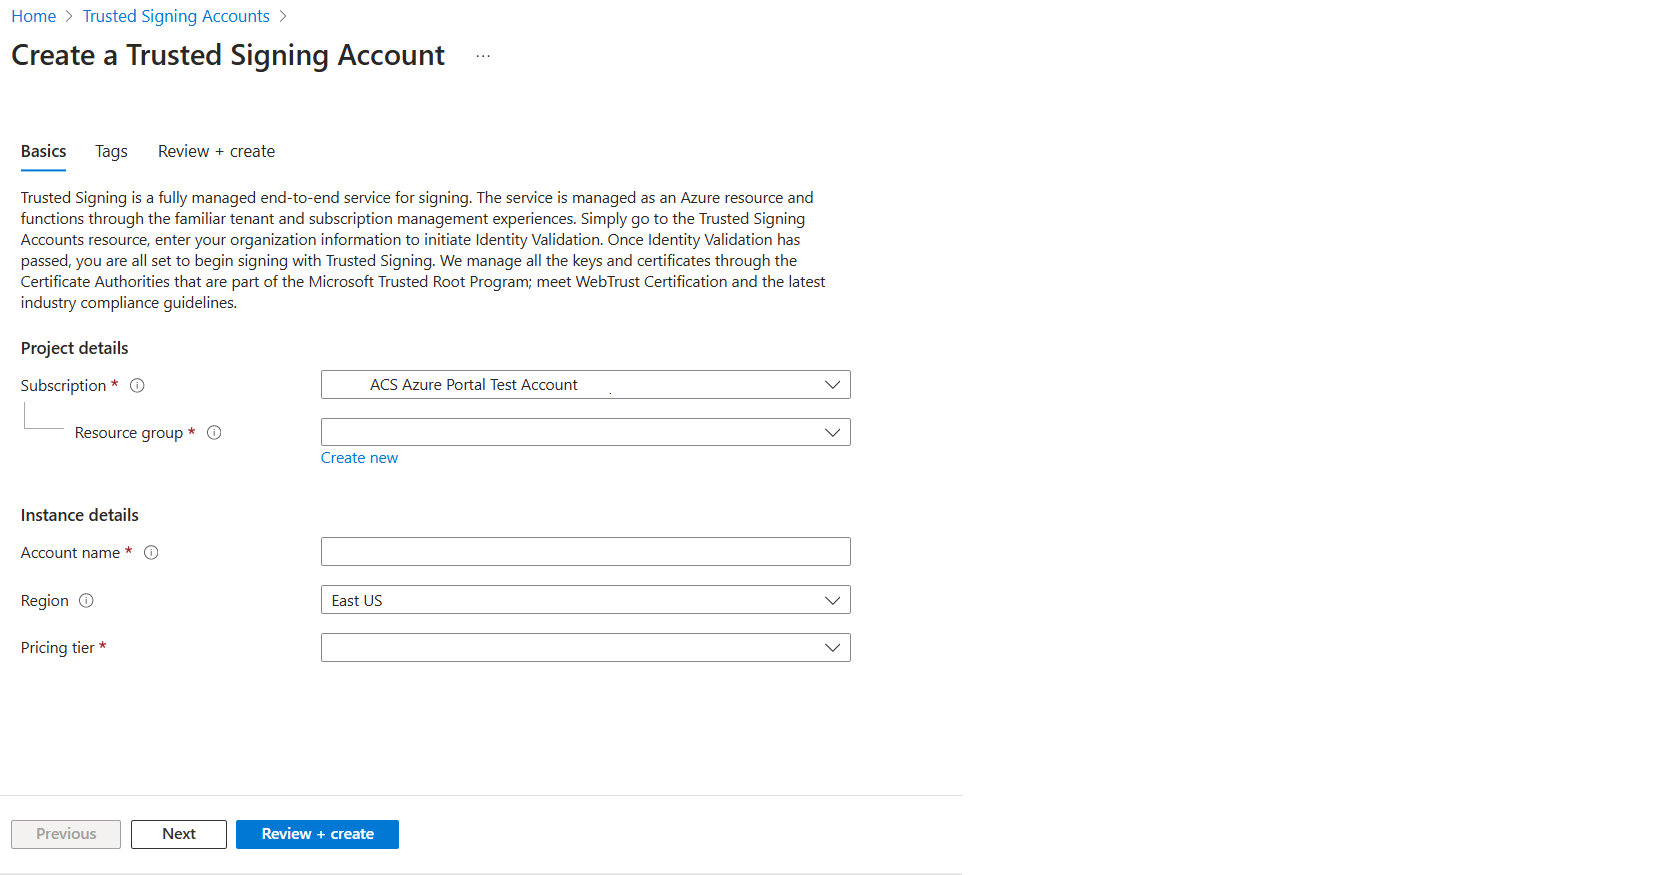 Home > Trusted Signing Accounts >
Create a Trusted Signing Account ...
Basics Tags Review + create
Trusted Signing is a fully managed end-to-end service for signing. The service is managed as an Azure resource and
functions through the familiar tenant and subscription management experiences. Simply go to the Trusted Signing
Accounts resource, enter your organization information to initiate Identity Validation. Once Identity Validation has
passed, you are all set to begin signing with Trusted Signing. We manage all the keys and certificates through the
Certificate Authorities that are part of the Microsoft Trusted Root Program; meet WebTrust Certification and the latest
industry compliance guidelines.
Project details
Subscription * ACS Azure Portal Test Account
Resource group *
Create new
Instance details
Account name *
Region East US
Pricing tier *
Previous Next Review + create